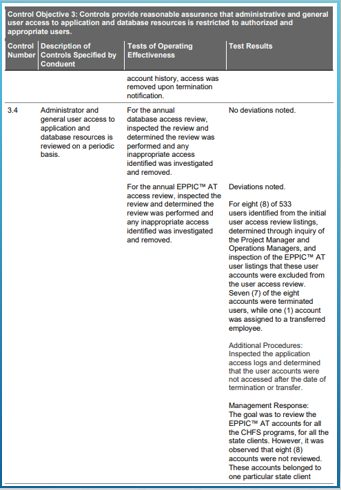 Control Objective 3: Controls provide reasonable assurance that administrative and general
user access to application and database resources is restricted to authorized and
appropriate users.
Control
Number
Description of
Controls Specified by
Conduent
Tests of Operating
Effectiveness
Test Results
account history, access was
removed upon termination
notification.
3.4
Administrator and
general user access to
application and
database resources is
reviewed on a periodic
basis.
For the annual
database access review,
inspected the review and
determined the review was
performed and any
inappropriate access
identified was investigated
and removed.
No deviations noted.
For the annual EPPIC™ AT
access review, inspected the
review and determined the
review was performed and
any inappropriate access
identified was investigated
and removed.
Deviations noted.
For eight (8) of 533
users identified from the initial
user access review listings,
determined through inquiry of
the Project Manager and
Operations Managers, and
inspection of the EPPIC™ AT
user listings that these user
accounts were excluded from
the user access review.
Seven (7) of the eight
accounts were terminated
users, while one (1) account
was assigned to a transferred
employee.
Additional Procedures:
Inspected the application
access logs and determined
that the user accounts were
not accessed after the date of
termination or transfer.
Management Response:
The goal was to review the
EPPIC™ AT accounts for all
the CHFS programs, for all the
state clients. However, it was
observed that eight (8)
accounts were not reviewed.
These accounts belonged to
one particular state client